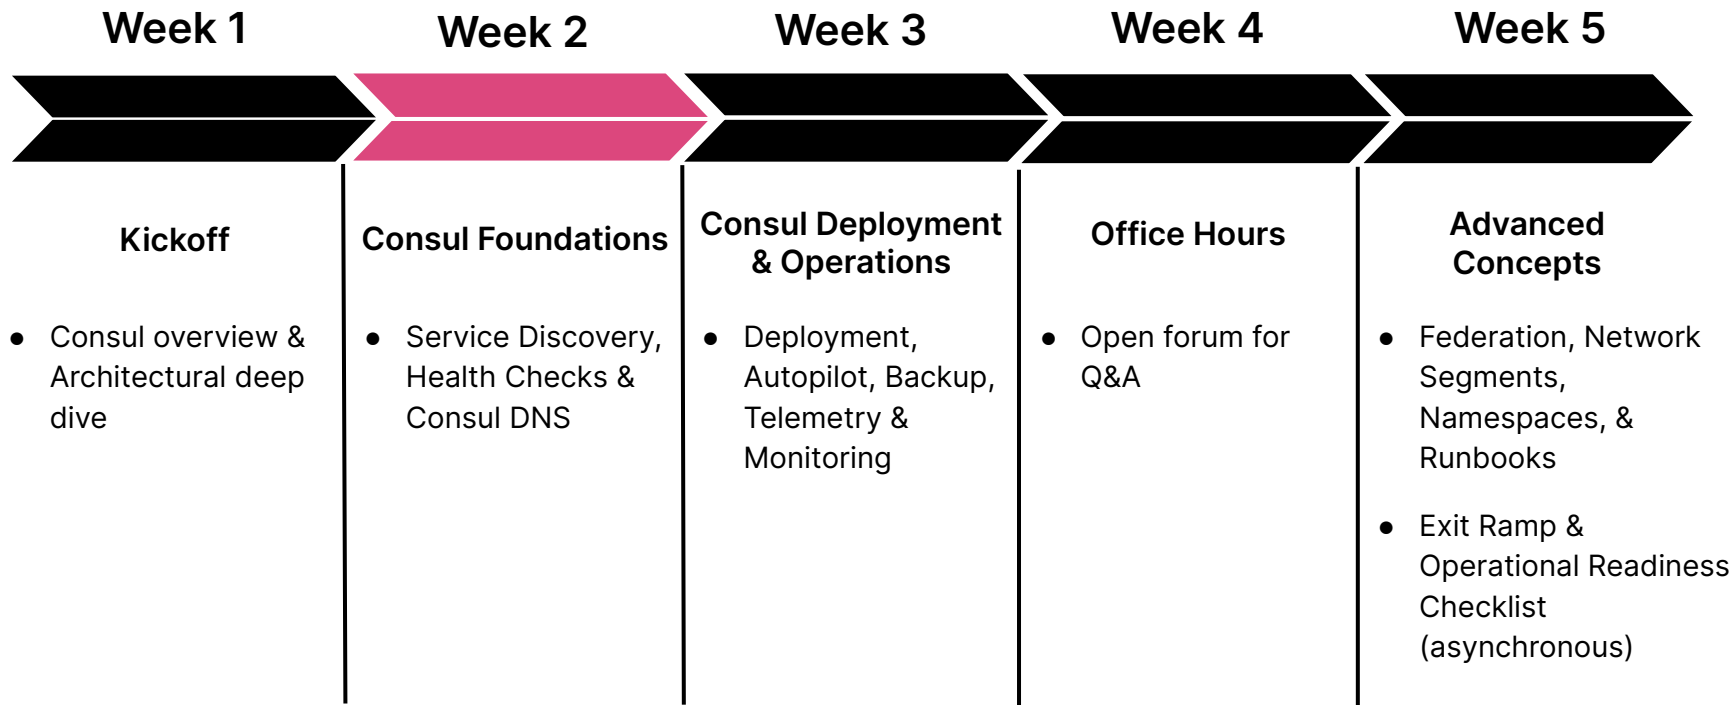 Week 1
Week 2
Week 3
Week 4
Week 5
Kickoff
● Consul overview &
Architectural deep
dive
Consul Foundations
● Service Discovery,
Health Checks &
Consul DNS
Consul Deployment
& Operations
● Deployment,
Autopilot, Backup,
Telemetry &
Monitoring
Office Hours
● Open forum for
Q&A
Advanced
Concepts
● Federation, Network
Segments,
Namespaces, &
Runbooks
● Exit Ramp &
Operational Readiness
Checklist
(asynchronous)